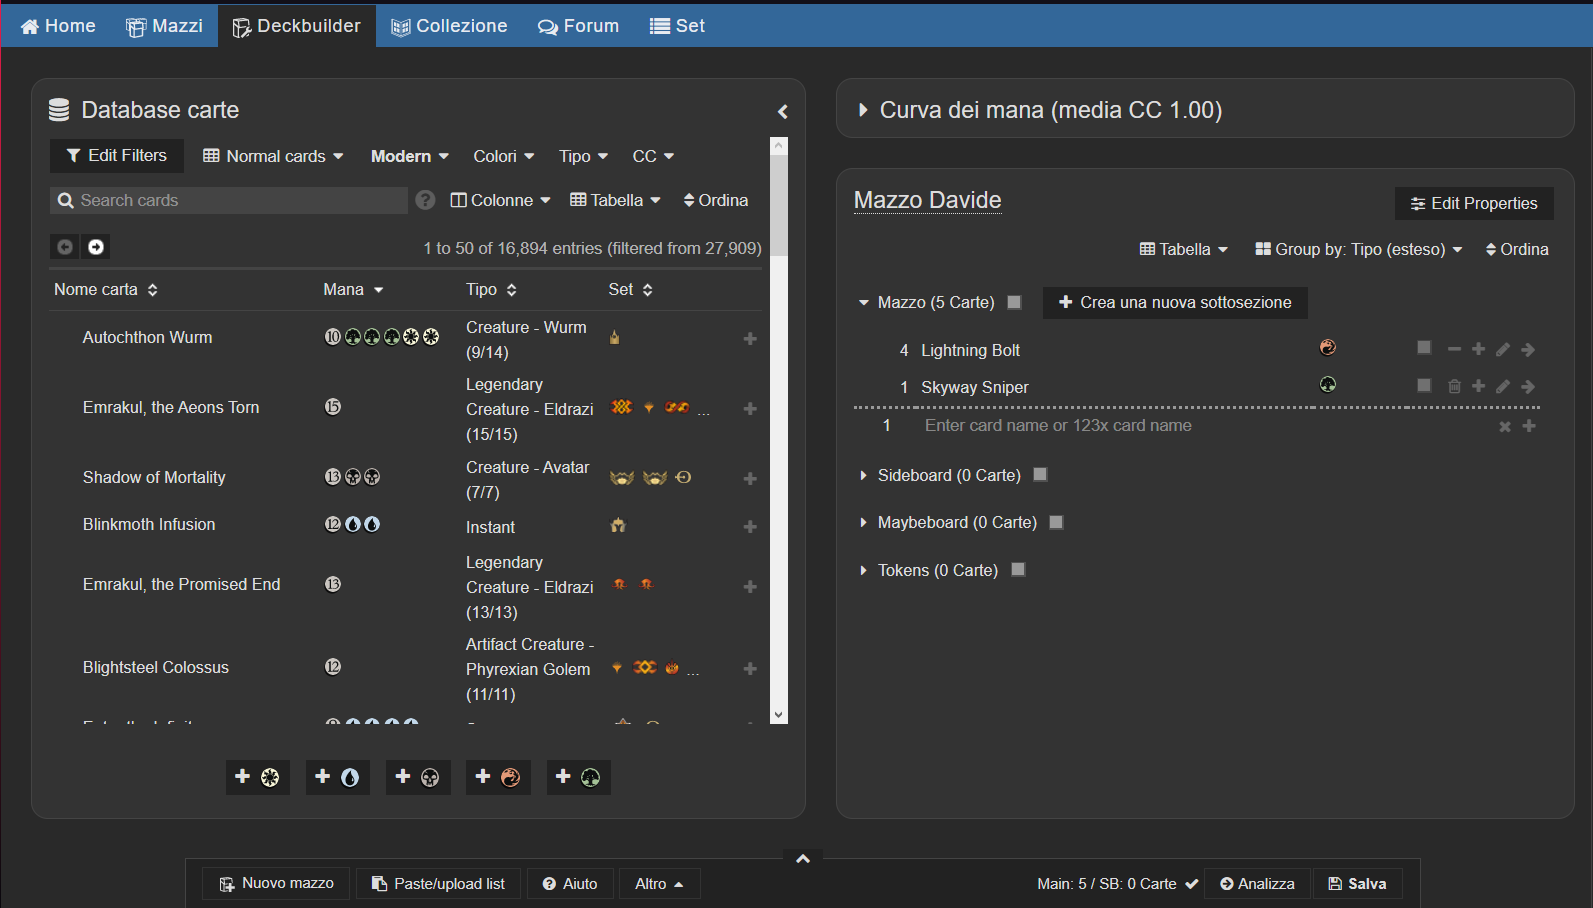 Home Mazzi Deckbuilder Collezione Forum Set
Database carte
Edit Filters Normal cards Modern Colori Tipo CC
Search cards ? Colonne Tabella Ordina
1 to 50 of 16,894 entries (filtered from 27,909)
Nome carta Mana Tipo Set
Autochthon Wurm 10 Creature - Wurm
(9/14)
Emrakul, the Aeons Torn 15 Legendary
Creature - Eldrazi ...
(15/15)
Shadow of Mortality 13 Creature - Avatar
(7/7)
Blinkmoth Infusion 12 Instant
Emrakul, the Promised End 13 Legendary
Creature - Eldrazi
(13/13)
Blightsteel Colossus 12 Artifact Creature -
Phyrexian Golem ...
(11/11)
Curva dei mana (media CC 1.00)
Mazzo Davide
Edit Properties
Tabella Group by: Tipo (esteso) Ordina
Mazzo (5 Carte) Crea una nuova sottosezione
4 Lightning Bolt
1 Skyway Sniper
1 Enter card name or 123x card name
Sideboard (0 Carte)
Maybeboard (0 Carte)
Tokens (0 Carte)
Nuovo mazzo Paste/upload list Aiuto Altro Main: 5 / SB: 0 Carte Analizza Salva